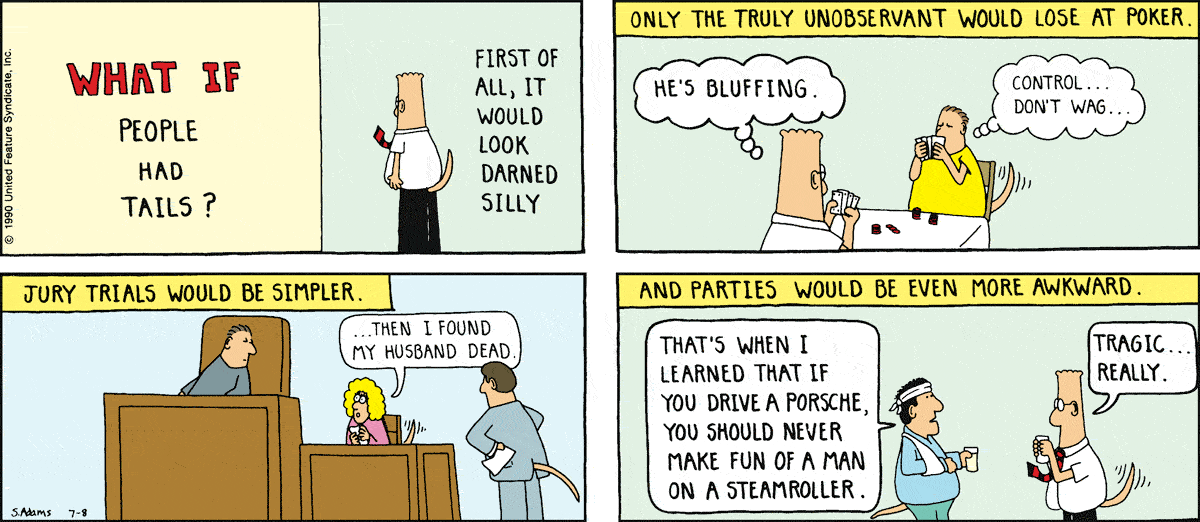 © 1990 United Feature Syndicate, Inc.
WHAT IF
PEOPLE
HAD
TAILS?
FIRST OF
ALL, IT
WOULD
LOOK
DARNED
SILLY
ONLY THE TRULY UNOBSERVANT WOULD LOSE AT POKER.
HE'S BLUFFING.
CONTROL...
DON'T WAG...
JURY TRIALS WOULD BE SIMPLER.
...THEN I FOUND
MY HUSBAND DEAD.
S.Adams 7-8
AND PARTIES WOULD BE EVEN MORE AWKWARD.
THAT'S WHEN I
LEARNED THAT IF
YOU DRIVE A PORSCHE,
YOU SHOULD NEVER
MAKE FUN OF A MAN
ON A STEAMROLLER.
TRAGIC...
REALLY.